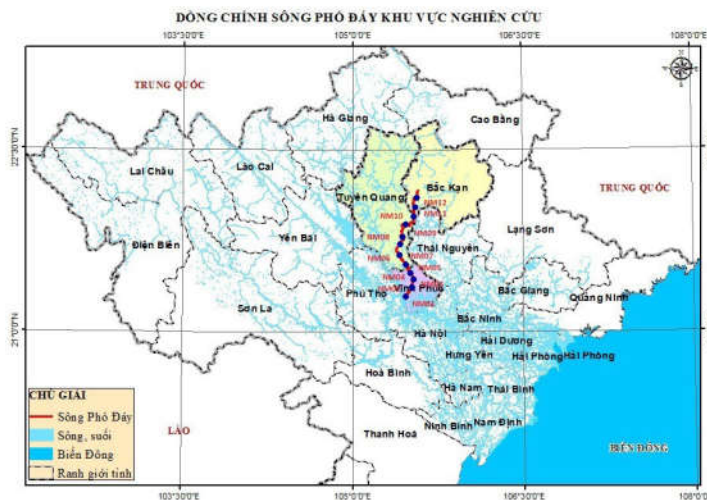 DÒNG CHÍNH SÔNG PHÓ ĐÁY KHU VỰC NGHIÊN CỨU
103°30'0"E 105°0'0"E 106°30'0"E 108°0'0"E
TRUNG QUỐC
Hà Giang
Cao Bằng
22°30'0"N
Lai Châu
Lào Cai
Tuyên Quang
Bắc Kạn
TRUNG QUỐC
NM12
NM11
NM10
Lạng Sơn
NM09
NM08
Yên Bái
Thái Nguyên
Điện Biên
NM07
NM06
NM05
NM04
Phú Thọ
Vĩnh Phúc
Bắc Giang
Quảng Ninh
Sơn La
21°0'0"N
Bắc Ninh
Hà Nội
Hải Dương
Hưng Yên
Hải Phòng
Hải Phòng
Hoà Bình
Hà Nam
Thái Bình
Ninh Bình
Nam Định
Thanh Hoá
LÀO
BIỂN ĐÔNG
CHÚ GIẢI
Sông Phó Đáy
Sông, suối
Biển Đông
Ranh giới tỉnh
103°30'0"E 105°0'0"E 106°30'0"E